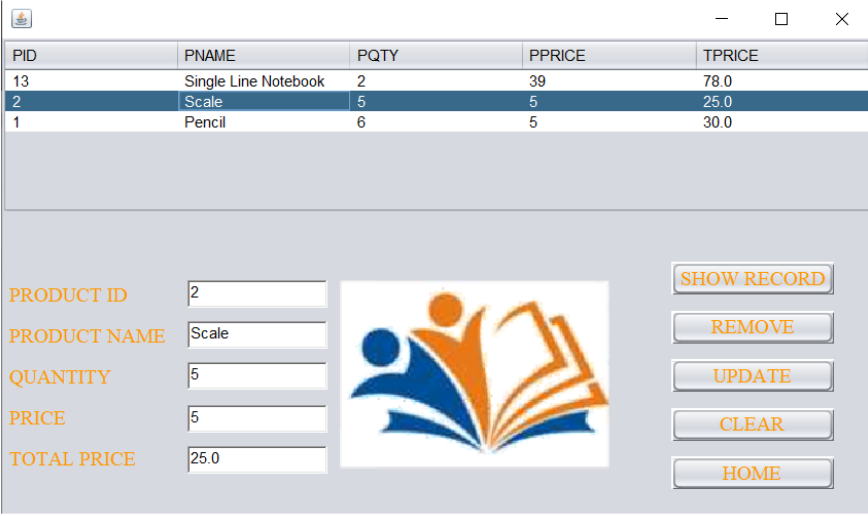 PID PNAME PQTY PPRICE TPRICE
13 Single Line Notebook 2 39 78.0
2 Scale 5 5 25.0
1 Pencil 6 5 30.0
PRODUCT ID 2
PRODUCT NAME Scale
QUANTITY 5
PRICE 5
TOTAL PRICE 25.0
SHOW RECORD
REMOVE
UPDATE
CLEAR
HOME